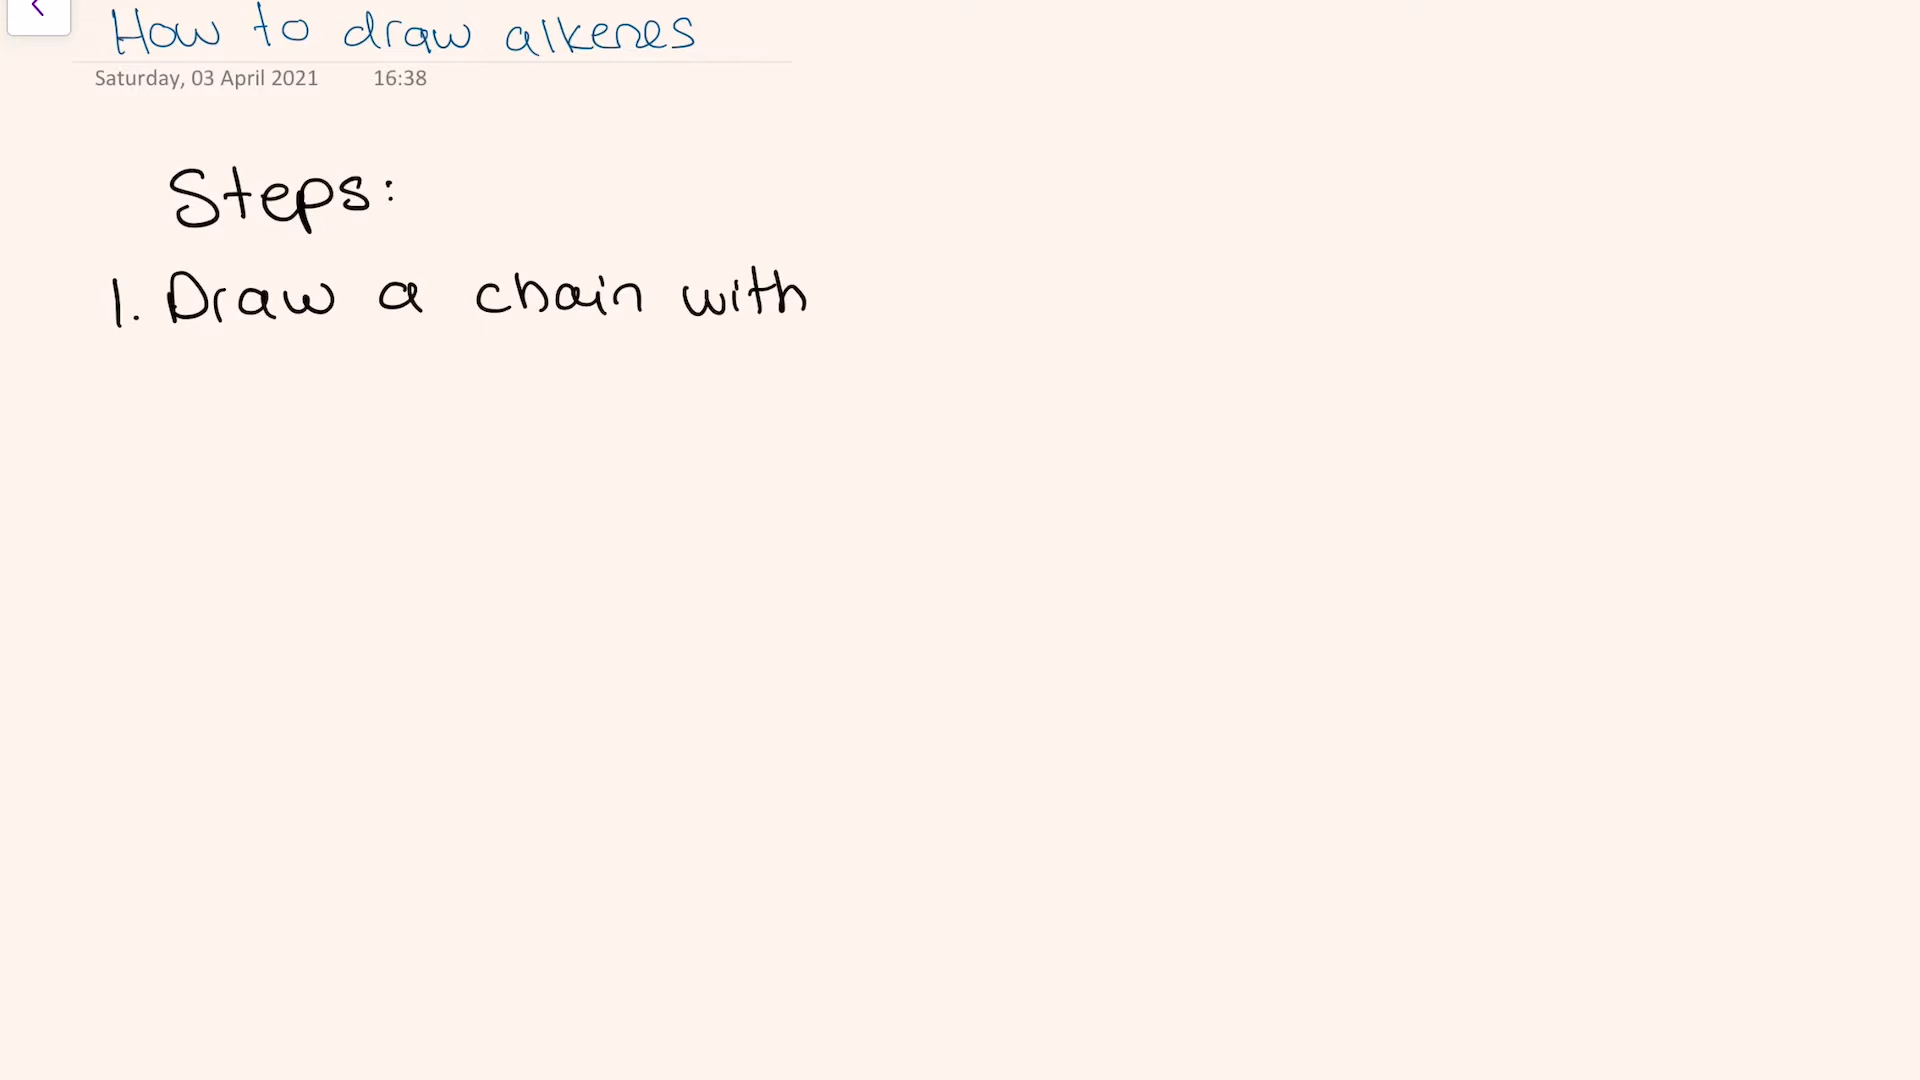 How to draw alkenes
Saturday, 03 April 2021 16:38
Steps:
1. Draw a chain with